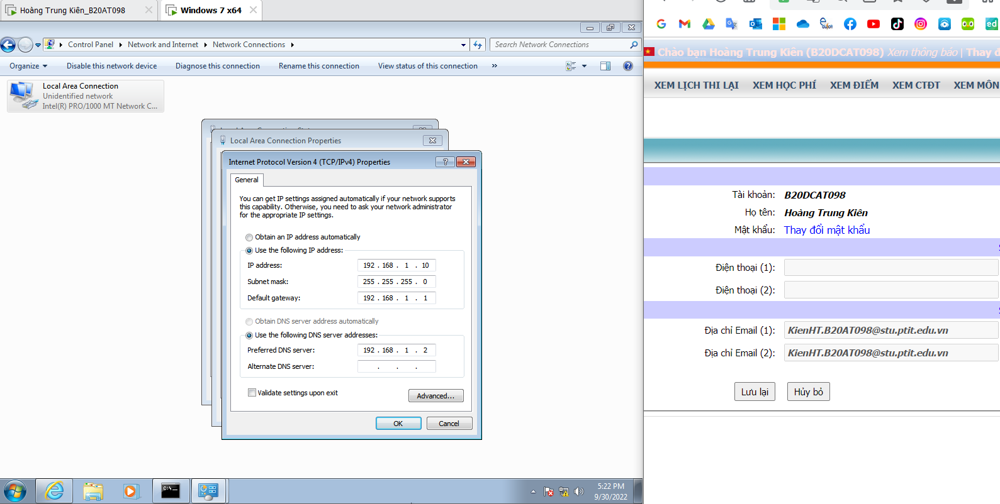 Hoàng Trung Kiên_B20AT098
Windows 7 x64
Control Panel
Network and Internet
Network Connections
Search Network Connections
Organize
Disable this network device
Diagnose this connection
Rename this connection
View status of this connection
»
Local Area Connection
Unidentified network
Intel(R) PRO/1000 MT Network C...
Local Area Connection Properties
Internet Protocol Version 4 (TCP/IPv4) Properties
General
You can get IP settings assigned automatically if your network supports
this capability. Otherwise, you need to ask your network administrator
for the appropriate IP settings.
Obtain an IP address automatically
Use the following IP address:
IP address: 192 . 168 . 1 . 10
Subnet mask: 255 . 255 . 255 . 0
Default gateway: 192 . 168 . 1 . 1
Obtain DNS server address automatically
Use the following DNS server addresses:
Preferred DNS server: 192 . 168 . 1 . 2
Alternate DNS server: . . .
Validate settings upon exit
Advanced...
OK
Cancel
5:22 PM
9/30/2022
Chào bạn Hoàng Trung Kiên (B20DCAT098) Xem thông báo | Thay
XEM LỊCH THI LẠI
XEM HỌC PHÍ
XEM ĐIỂM
XEM CTĐT
XEM MÔN
Tài khoản: B20DCAT098
Họ tên: Hoàng Trung Kiên
Mật khẩu: Thay đổi mật khẩu
Điện thoại (1):
Điện thoại (2):
Địa chỉ Email (1): KienHT.B20AT098@stu.ptit.edu.vn
Địa chỉ Email (2): KienHT.B20AT098@stu.ptit.edu.vn
Lưu lại
Hủy bỏ